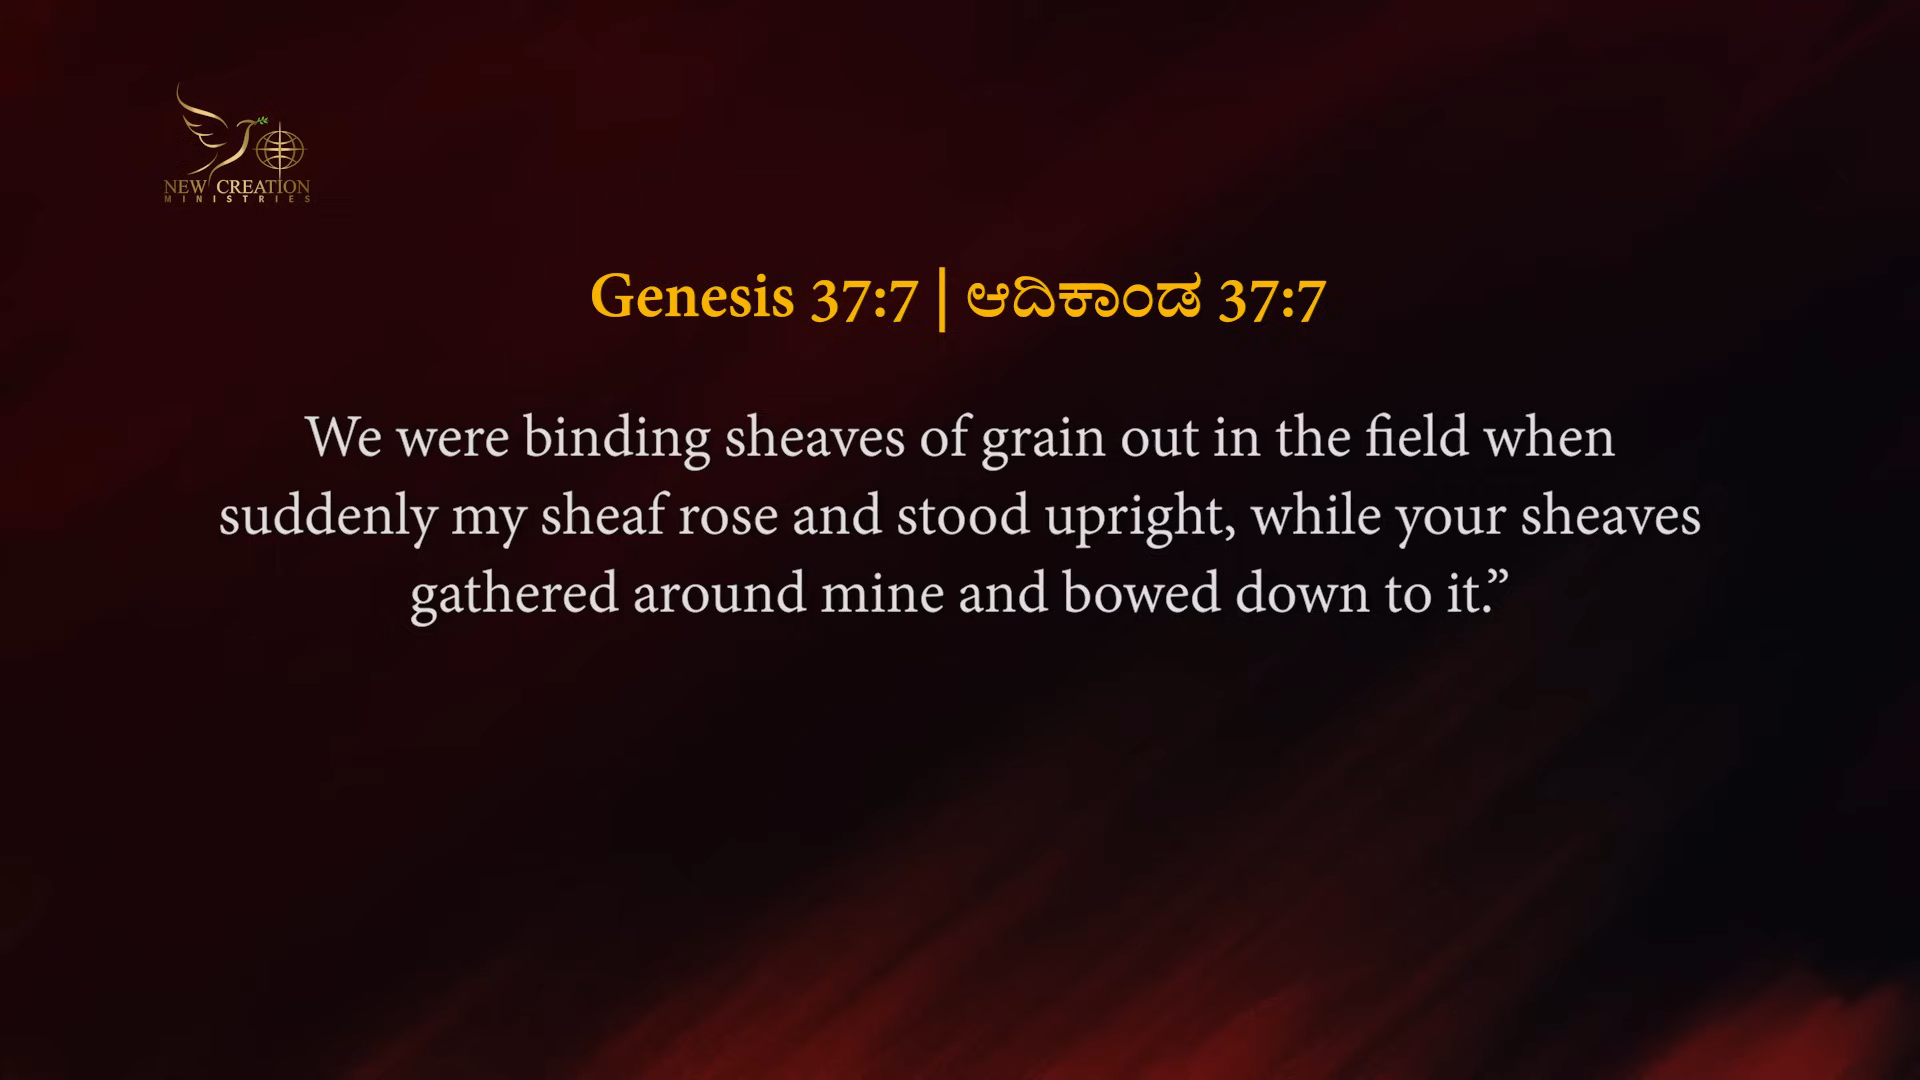 NEW CREATION
MINISTRIES
Genesis 37:7 | ಆದಿಕಾಂಡ 37:7
We were binding sheaves of grain out in the field when
suddenly my sheaf rose and stood upright, while your sheaves
gathered around mine and bowed down to it.”